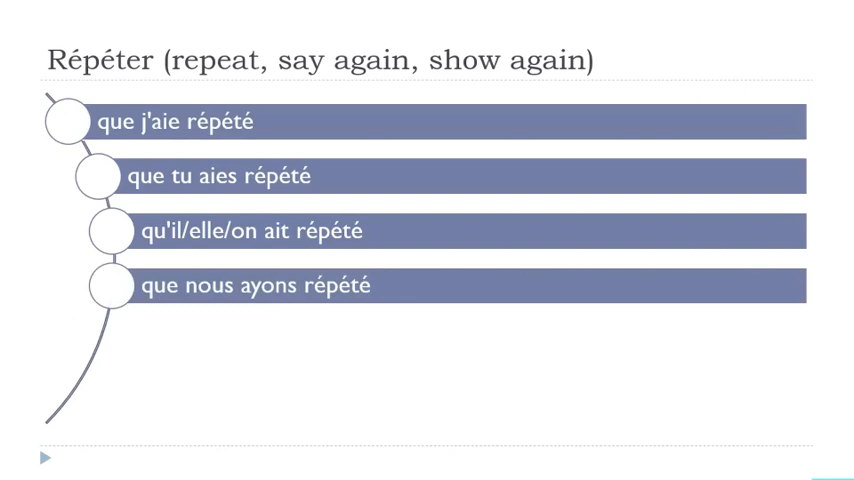 Répéter (repeat, say again, show again)
que j'aie répété
que tu aies répété
qu'il/elle/on ait répété
que nous ayons répété